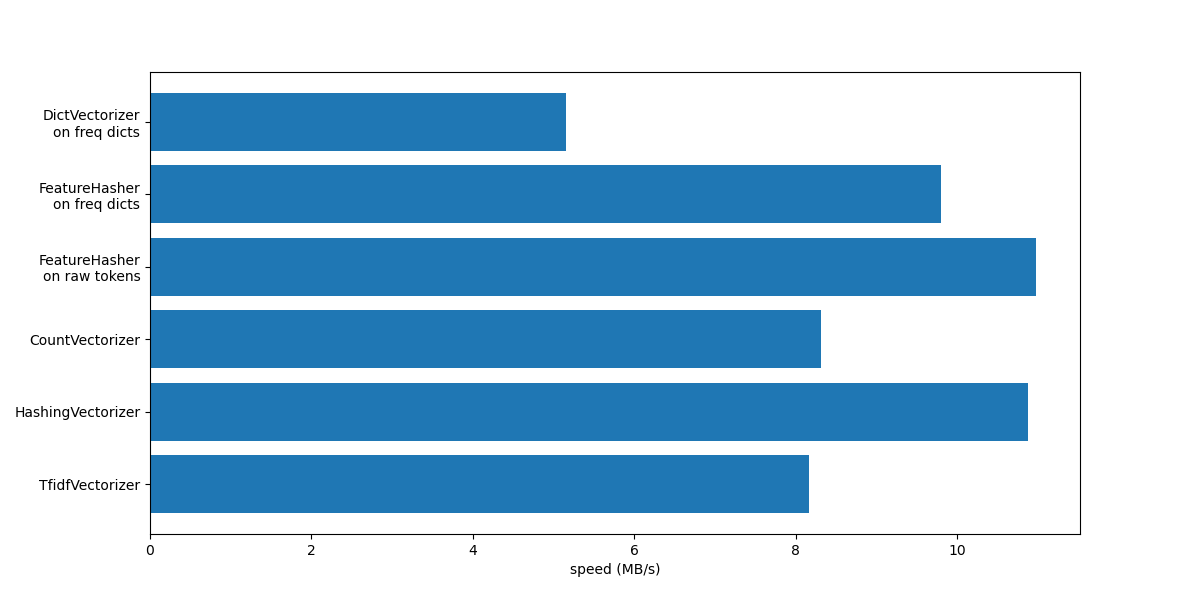 DictVectorizer
on freq dicts
FeatureHasher
on freq dicts
FeatureHasher
on raw tokens
CountVectorizer
HashingVectorizer
TfidfVectorizer
0 2 4 6 8 10
speed (MB/s)